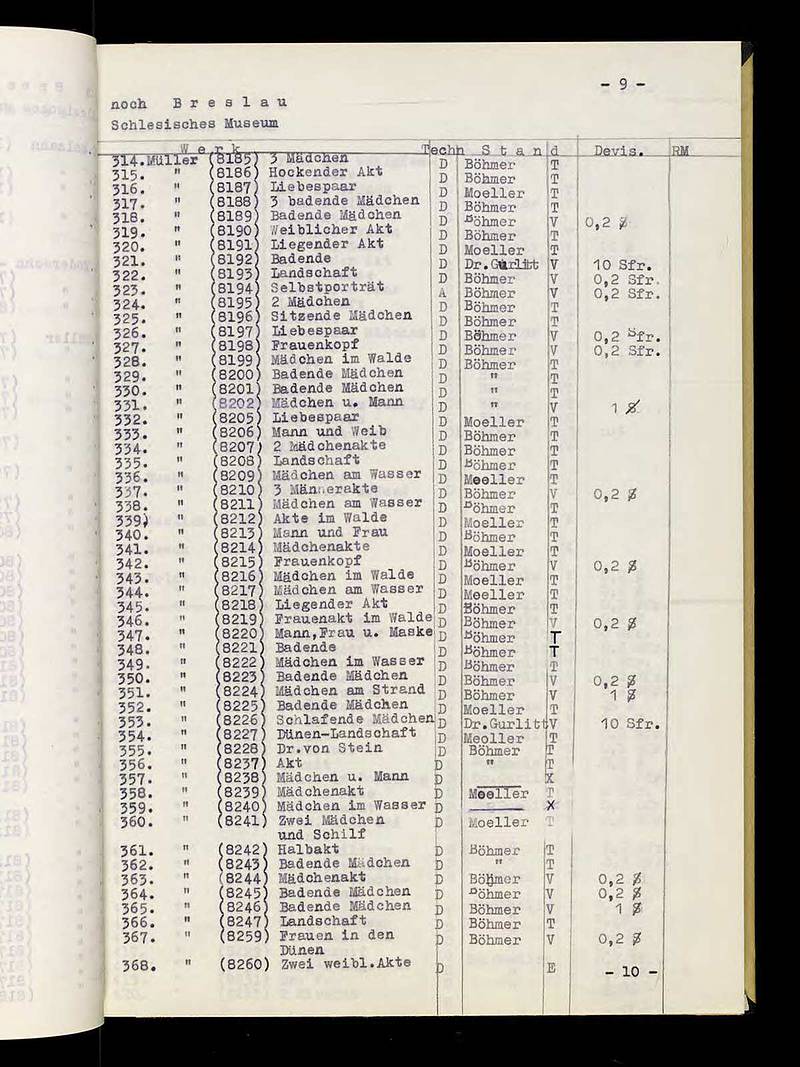 - 9 -
noch B r e s l a u
Schlesisches Museum
W e r k Techn S t a n d Devis. RM
314. Müller (8185) 3 Mädchen D Böhmer T
315. " (8186) Hockender Akt D Böhmer T
316. " (8187) Liebespaar D Moeller T
317. " (8188) 3 badende Mädchen D Böhmer T
318. " (8189) Badende Mädchen D Böhmer V 0,2 $
319. " (8190) Weiblicher Akt D Böhmer T
320. " (8191) Liegender Akt D Moeller T
321. " (8192) Badende D Dr.Gurlitt V 10 Sfr.
322. " (8193) Landschaft D Böhmer V 0,2 Sfr.
323. " (8194) Selbstporträt A Böhmer V 0,2 Sfr.
324. " (8195) 2 Mädchen D Böhmer T
325. " (8196) Sitzende Mädchen D Böhmer T
326. " (8197) Liebespaar D Böhmer V 0,2 Sfr.
327. " (8198) Frauenkopf D Böhmer V 0,2 Sfr.
328. " (8199) Mädchen im Walde D Böhmer T
329. " (8200) Badende Mädchen D " T
330. " (8201) Badende Mädchen D " T
331. " (8202) Mädchen u. Mann D " V 1 $
332. " (8205) Liebespaar D Moeller T
333. " (8206) Mann und Weib D Böhmer T
334. " (8207) 2 Mädchenakte D Böhmer T
335. " (8208) Landschaft D Böhmer T
336. " (8209) Mädchen am Wasser D Moeller T
337. " (8210) 3 Männerakte D Böhmer V 0,2 $
338. " (8211) Mädchen am Wasser D Böhmer T
339) " (8212) Akte im Walde D Moeller T
340. " (8213) Mann und Frau D Böhmer T
341. " (8214) Mädchenakte D Moeller T
342. " (8215) Frauenkopf D Böhmer V 0,2 $
343. " (8216) Mädchen im Walde D Moeller T
344. " (8217) Mädchen am Wasser D Moeller T
345. " (8218) Liegender Akt D Böhmer T
346. " (8219) Frauenakt im Walde D Böhmer V 0,2 $
347. " (8220) Mann,Frau u. Maske D Böhmer T
348. " (8221) Badende D Böhmer T
349. " (8222) Mädchen im Wasser D Böhmer T
350. " (8223) Badende Mädchen D Böhmer V 0,2 $
351. " (8224) Mädchen am Strand D Böhmer V 1 $
352. " (8225) Badende Mädchen D Moeller T
353. " (8226) Schlafende Mädchen D Dr.Gurlitt V 10 Sfr.
354. " (8227) Dünen-Landschaft D Meoller T
355. " (8228) Dr.von Stein D Böhmer T
356. " (8237) Akt D " T
357. " (8238) Mädchen u. Mann D X
358. " (8239) Mädchenakt D Moeller T
359. " (8240) Mädchen im Wasser D X
360. " (8241) Zwei Mädchen D Moeller T
und Schilf
361. " (8242) Halbakt D Böhmer T
362. " (8243) Badende Mädchen D " T
363. " (8244) Mädchenakt D Böhmer V 0,2 $
364. " (8245) Badende Mädchen D Böhmer V 0,2 $
365. " (8246) Badende Mädchen D Böhmer V 1 $
366. " (8247) Landschaft D Böhmer T
367. " (8259) Frauen in den D Böhmer V 0,2 $
Dünen
368. " (8260) Zwei weibl.Akte D E
- 10 -